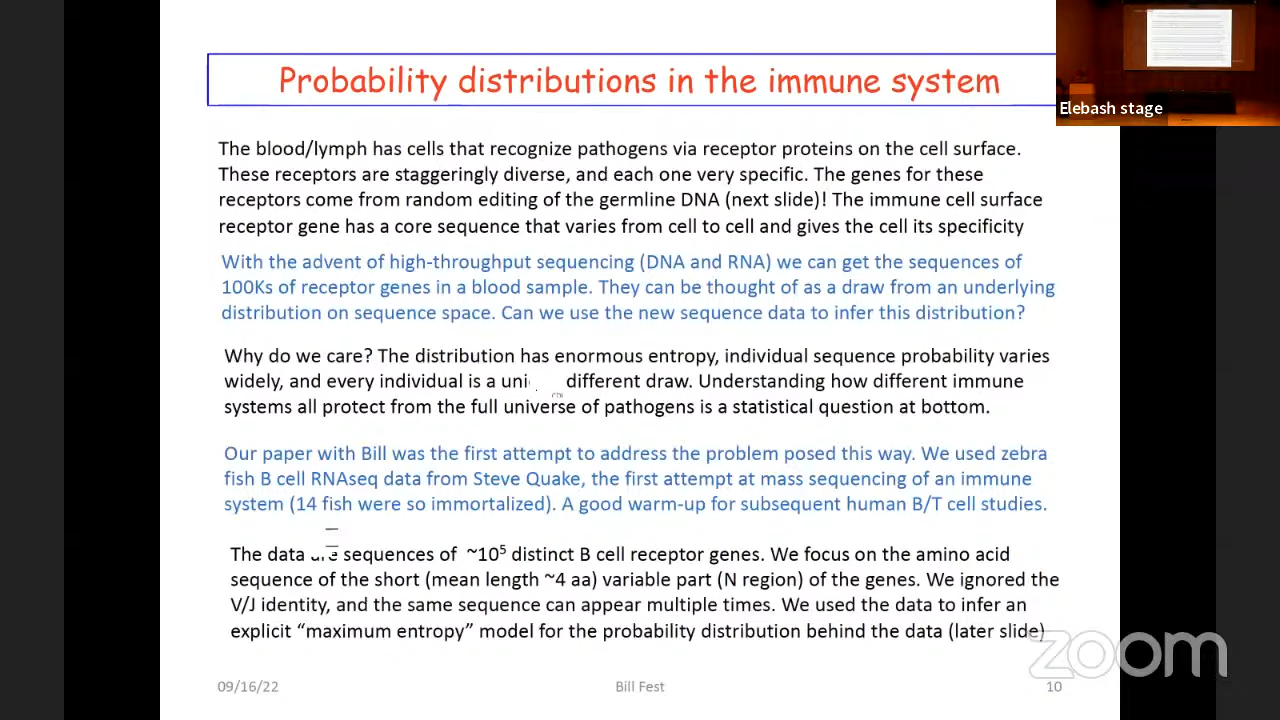 Probability distributions in the immune system
Elebash stage
The blood/lymph has cells that recognize pathogens via receptor proteins on the cell surface.
These receptors are staggeringly diverse, and each one very specific. The genes for these
receptors come from random editing of the germline DNA (next slide)! The immune cell surface
receptor gene has a core sequence that varies from cell to cell and gives the cell its specificity
With the advent of high-throughput sequencing (DNA and RNA) we can get the sequences of
100Ks of receptor genes in a blood sample. They can be thought of as a draw from an underlying
distribution on sequence space. Can we use the new sequence data to infer this distribution?
Why do we care? The distribution has enormous entropy, individual sequence probability varies
widely, and every individual is a uni different draw. Understanding how different immune
systems all protect from the full universe of pathogens is a statistical question at bottom.
Our paper with Bill was the first attempt to address the problem posed this way. We used zebra
fish B cell RNAseq data from Steve Quake, the first attempt at mass sequencing of an immune
system (14 fish were so immortalized). A good warm-up for subsequent human B/T cell studies.
The data are sequences of ~10⁵ distinct B cell receptor genes. We focus on the amino acid
sequence of the short (mean length ~4 aa) variable part (N region) of the genes. We ignored the
V/J identity, and the same sequence can appear multiple times. We used the data to infer an
explicit “maximum entropy” model for the probability distribution behind the data (later slide)
zoom
09/16/22
Bill Fest
10